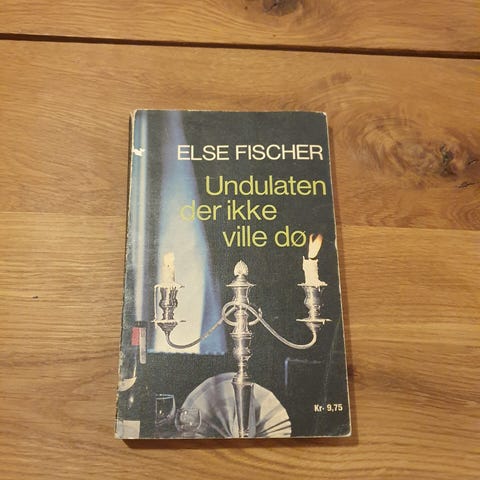 ELSE FISCHER
Undulaten
der ikke
ville dø
Kr. 9,75